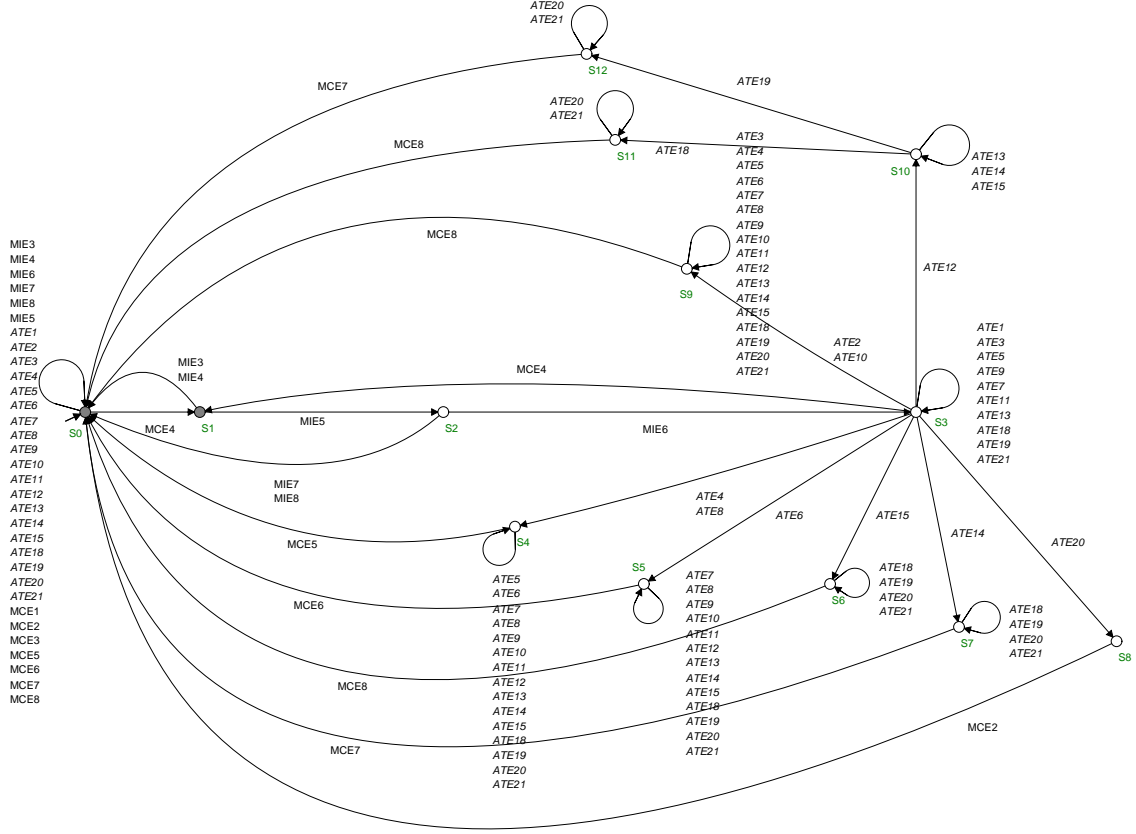 ATE20
ATE21
S12
MCE7
ATE19
ATE20
ATE21
S11
MCE8
ATE18
ATE3
ATE4
ATE5
ATE6
ATE7
ATE8
ATE9
ATE10
ATE11
ATE12
ATE13
ATE14
ATE15
ATE18
ATE19
ATE20
ATE21
S10
ATE13
ATE14
ATE15
MCE8
S9
ATE12
ATE2
ATE10
MIE3
MIE4
MIE6
MIE7
MIE8
MIE5
ATE1
ATE2
ATE3
ATE4
ATE5
ATE6
ATE7
ATE8
ATE9
ATE10
ATE11
ATE12
ATE13
ATE14
ATE15
ATE18
ATE19
ATE20
ATE21
MCE1
MCE2
MCE3
MCE5
MCE6
MCE7
MCE8
S0
MIE3
MIE4
MCE4
S1
MIE5
MCE4
S2
MIE6
S3
ATE1
ATE3
ATE5
ATE9
ATE7
ATE11
ATE13
ATE18
ATE19
ATE21
MIE7
MIE8
MCE5
S4
ATE5
ATE6
ATE7
ATE8
ATE9
ATE10
ATE11
ATE12
ATE13
ATE14
ATE15
ATE18
ATE19
ATE20
ATE21
ATE4
ATE8
ATE6
ATE15
ATE14
ATE20
MCE6
S5
ATE7
ATE8
ATE9
ATE10
ATE11
ATE12
ATE13
ATE14
ATE15
ATE18
ATE19
ATE20
ATE21
S6
ATE18
ATE19
ATE20
ATE21
MCE8
S7
ATE18
ATE19
ATE20
ATE21
MCE7
S8
MCE2